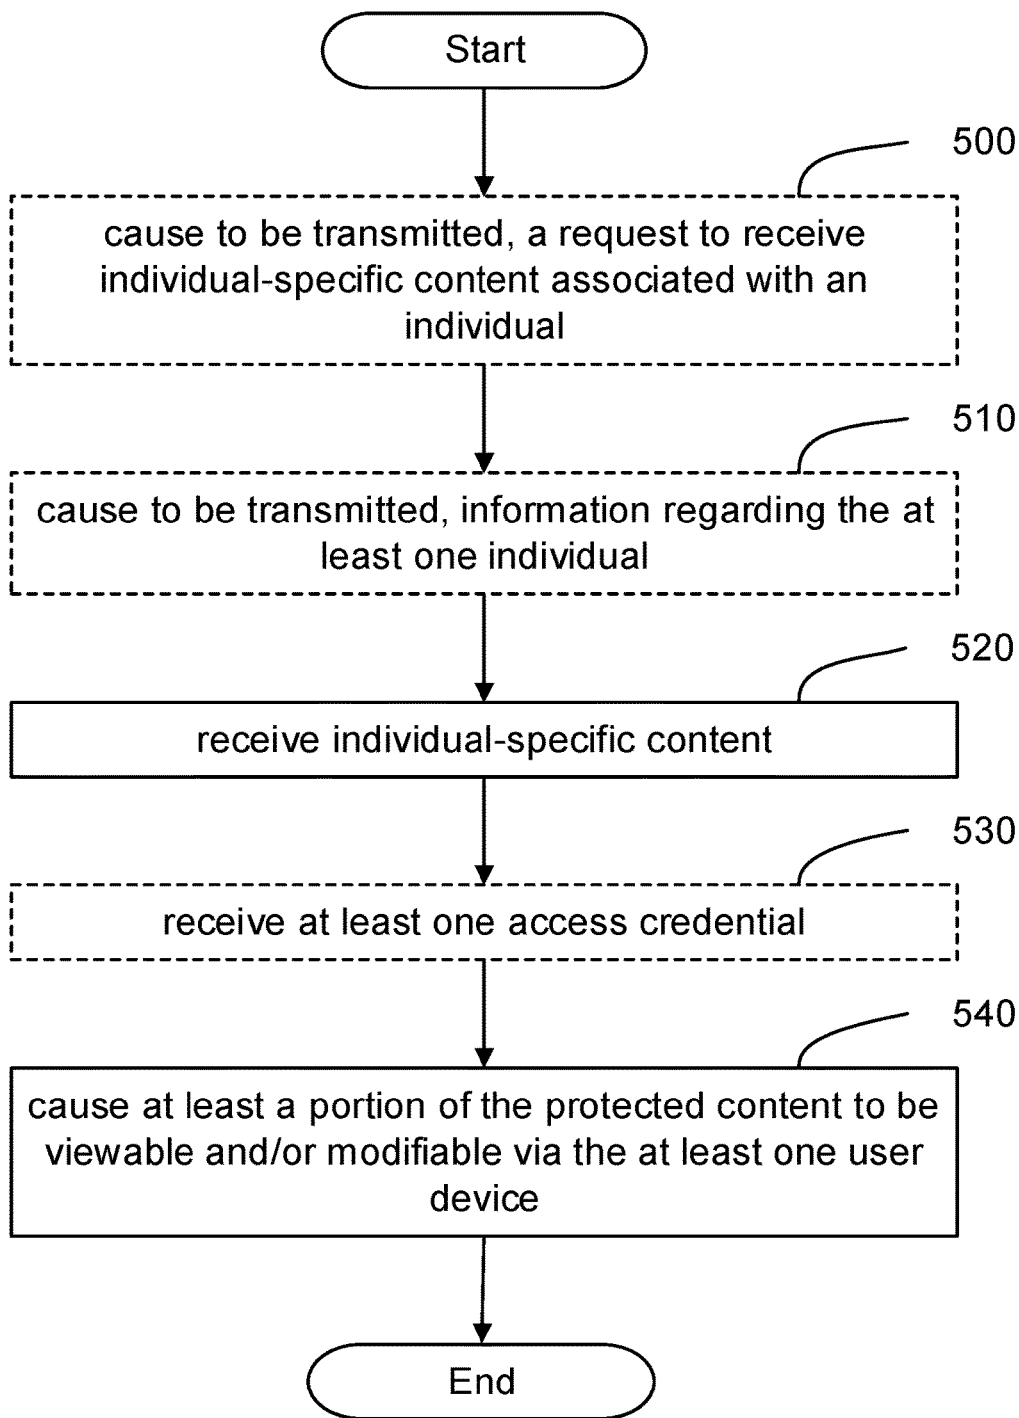 Start
500
cause to be transmitted, a request to receive
individual-specific content associated with an
individual
510
cause to be transmitted, information regarding the at
least one individual
520
receive individual-specific content
530
receive at least one access credential
540
cause at least a portion of the protected content to be
viewable and/or modifiable via the at least one user
device
End